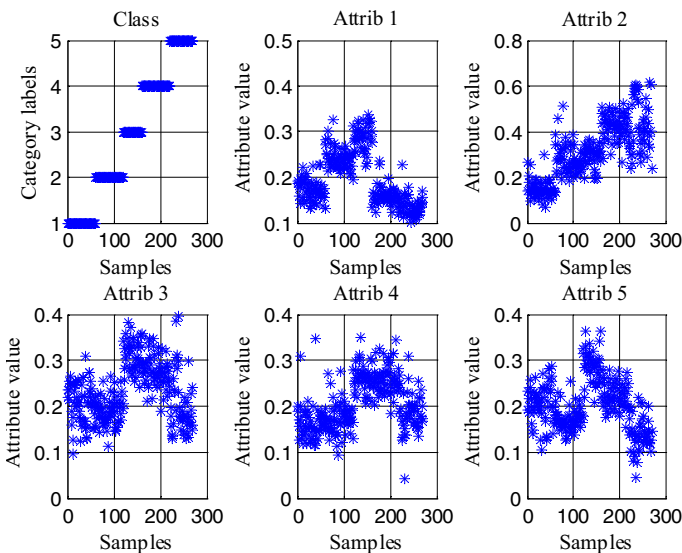 Class
Attrib 1
Attrib 2
5
4
3
2
1
Category labels
0 100 200 300
Samples
0.5
0.4
0.3
0.2
0.1
Attribute value
0 100 200 300
Samples
0.8
0.6
0.4
0.2
0
Attribute value
0 100 200 300
Samples
Attrib 3
Attrib 4
Attrib 5
0.4
0.3
0.2
0.1
0
Attribute value
0 100 200 300
Samples
0.4
0.3
0.2
0.1
0
Attribute value
0 100 200 300
Samples
0.4
0.3
0.2
0.1
0
Attribute value
0 100 200 300
Samples